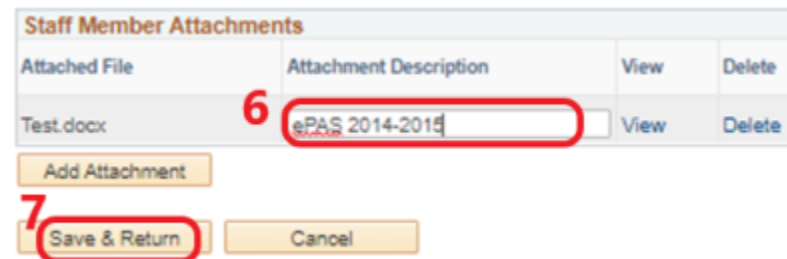 Staff Member Attachments
Attached File Attachment Description View Delete
6
Test.docx ePAS 2014-2015 View Delete
Add Attachment
7
Save & Return Cancel